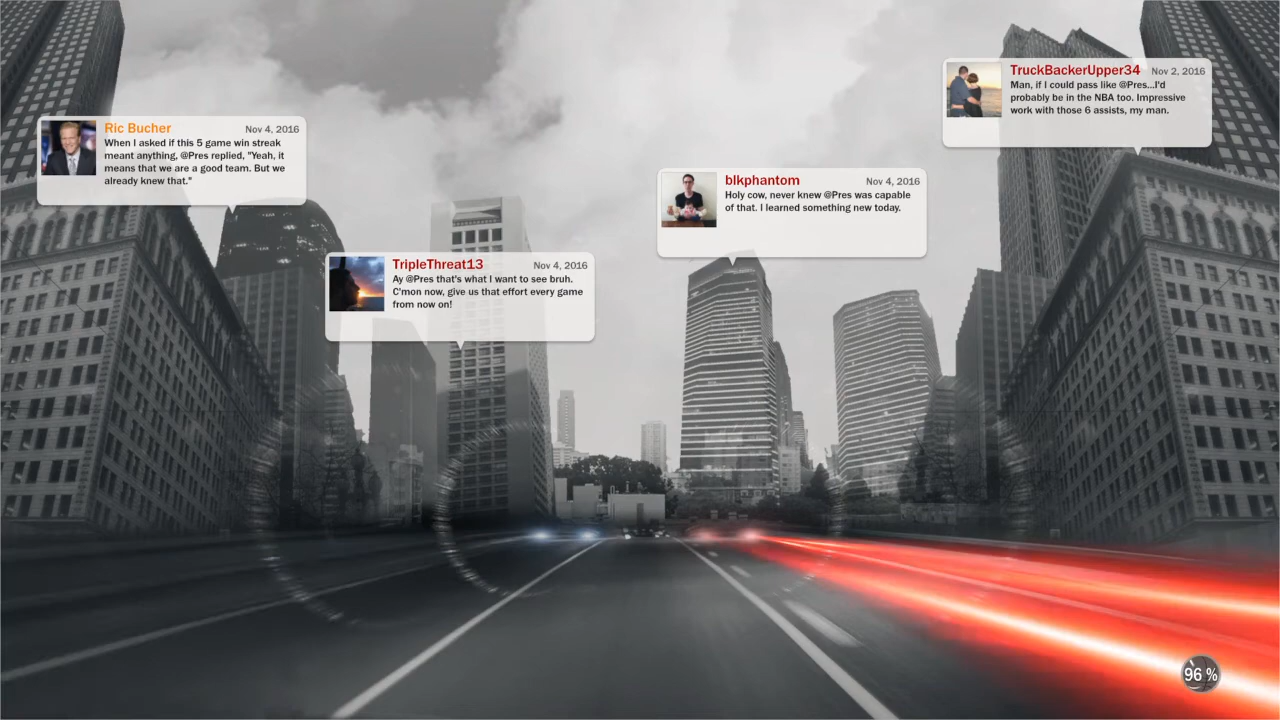 Ric Bucher Nov 4, 2016
When I asked if this 5 game win streak
meant anything, @Pres replied, "Yeah, it
means that we are a good team. But we
already knew that."
TripleThreat13 Nov 4, 2016
Ay @Pres that's what I want to see bruh.
C'mon now, give us that effort every game
from now on!
blkphantom Nov 4, 2016
Holy cow, never knew @Pres was capable
of that. I learned something new today.
TruckBackerUpper34 Nov 2, 2016
Man, if I could pass like @Pres...I'd
probably be in the NBA too. Impressive
work with those 6 assists, my man.
96 %